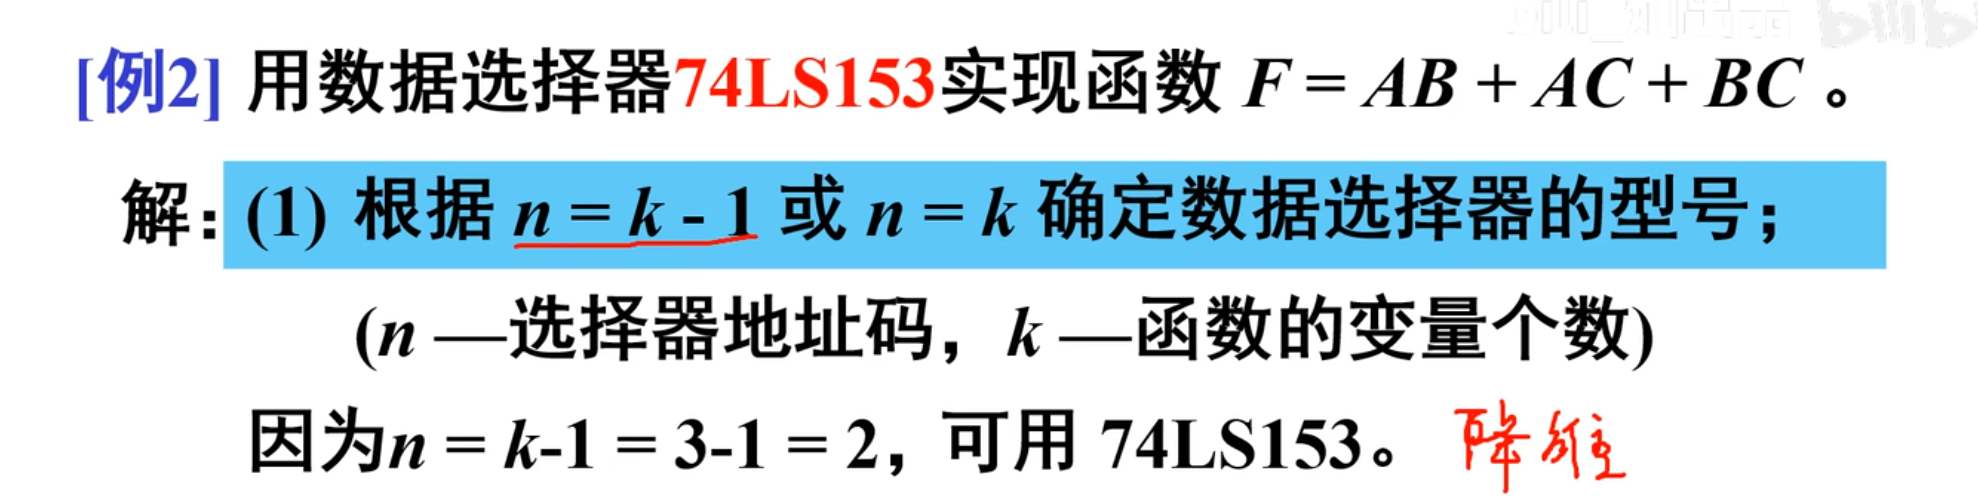 [例2] 用数据选择器74LS153实现函数 F = AB + AC + BC 。
解：(1) 根据 n = k - 1 或 n = k 确定数据选择器的型号；
(n —选择器地址码，k —函数的变量个数)
因为n = k-1 = 3-1 = 2，可用 74LS153。 降维